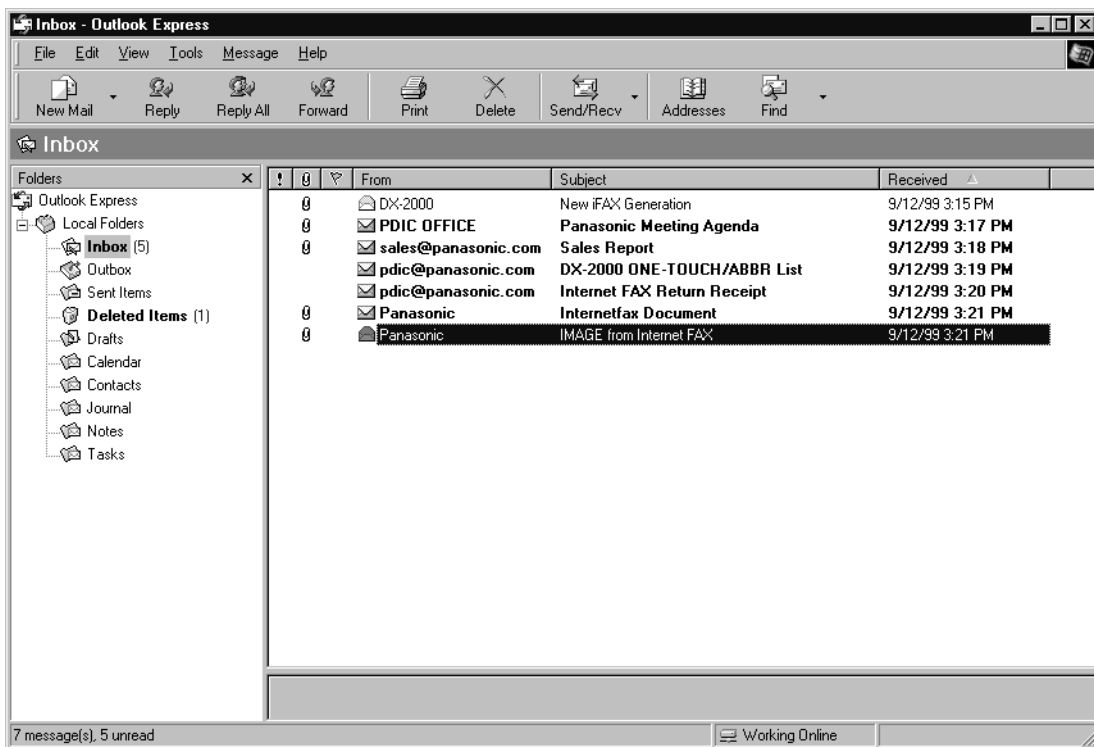 Inbox - Outlook Express
File Edit View Tools Message Help
New Mail Reply Reply All Forward Print Delete Send/Recv Addresses Find
Inbox
Folders
! From Subject Received
Outlook Express
Local Folders
Inbox (5)
Outbox
Sent Items
Deleted Items (1)
Drafts
Calendar
Contacts
Journal
Notes
Tasks
DX-2000 New iFAX Generation 9/12/99 3:15 PM
PDIC OFFICE Panasonic Meeting Agenda 9/12/99 3:17 PM
sales@panasonic.com Sales Report 9/12/99 3:18 PM
pdic@panasonic.com DX-2000 ONE-TOUCH/ABBR List 9/12/99 3:19 PM
pdic@panasonic.com Internet FAX Return Receipt 9/12/99 3:20 PM
Panasonic Internetfax Document 9/12/99 3:21 PM
Panasonic IMAGE from Internet FAX 9/12/99 3:21 PM
7 message(s), 5 unread
Working Online